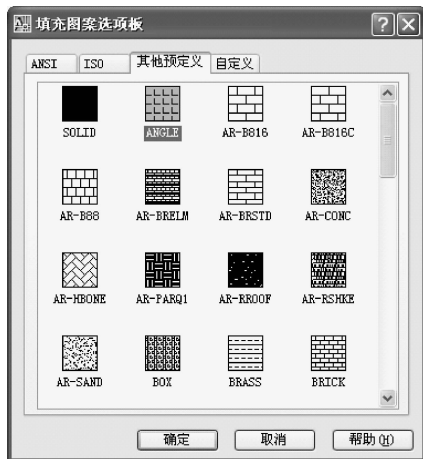 填充图案选项板
ANSI ISO 其他预定义 自定义
SOLID ANGLE AR-B816 AR-B816C
AR-B88 AR-BRELM AR-BRSTD AR-CONC
AR-HBONE AR-PARQ1 AR-RROOF AR-RSHKE
AR-SAND BOX BRASS BRICK
确定 取消 帮助(H)